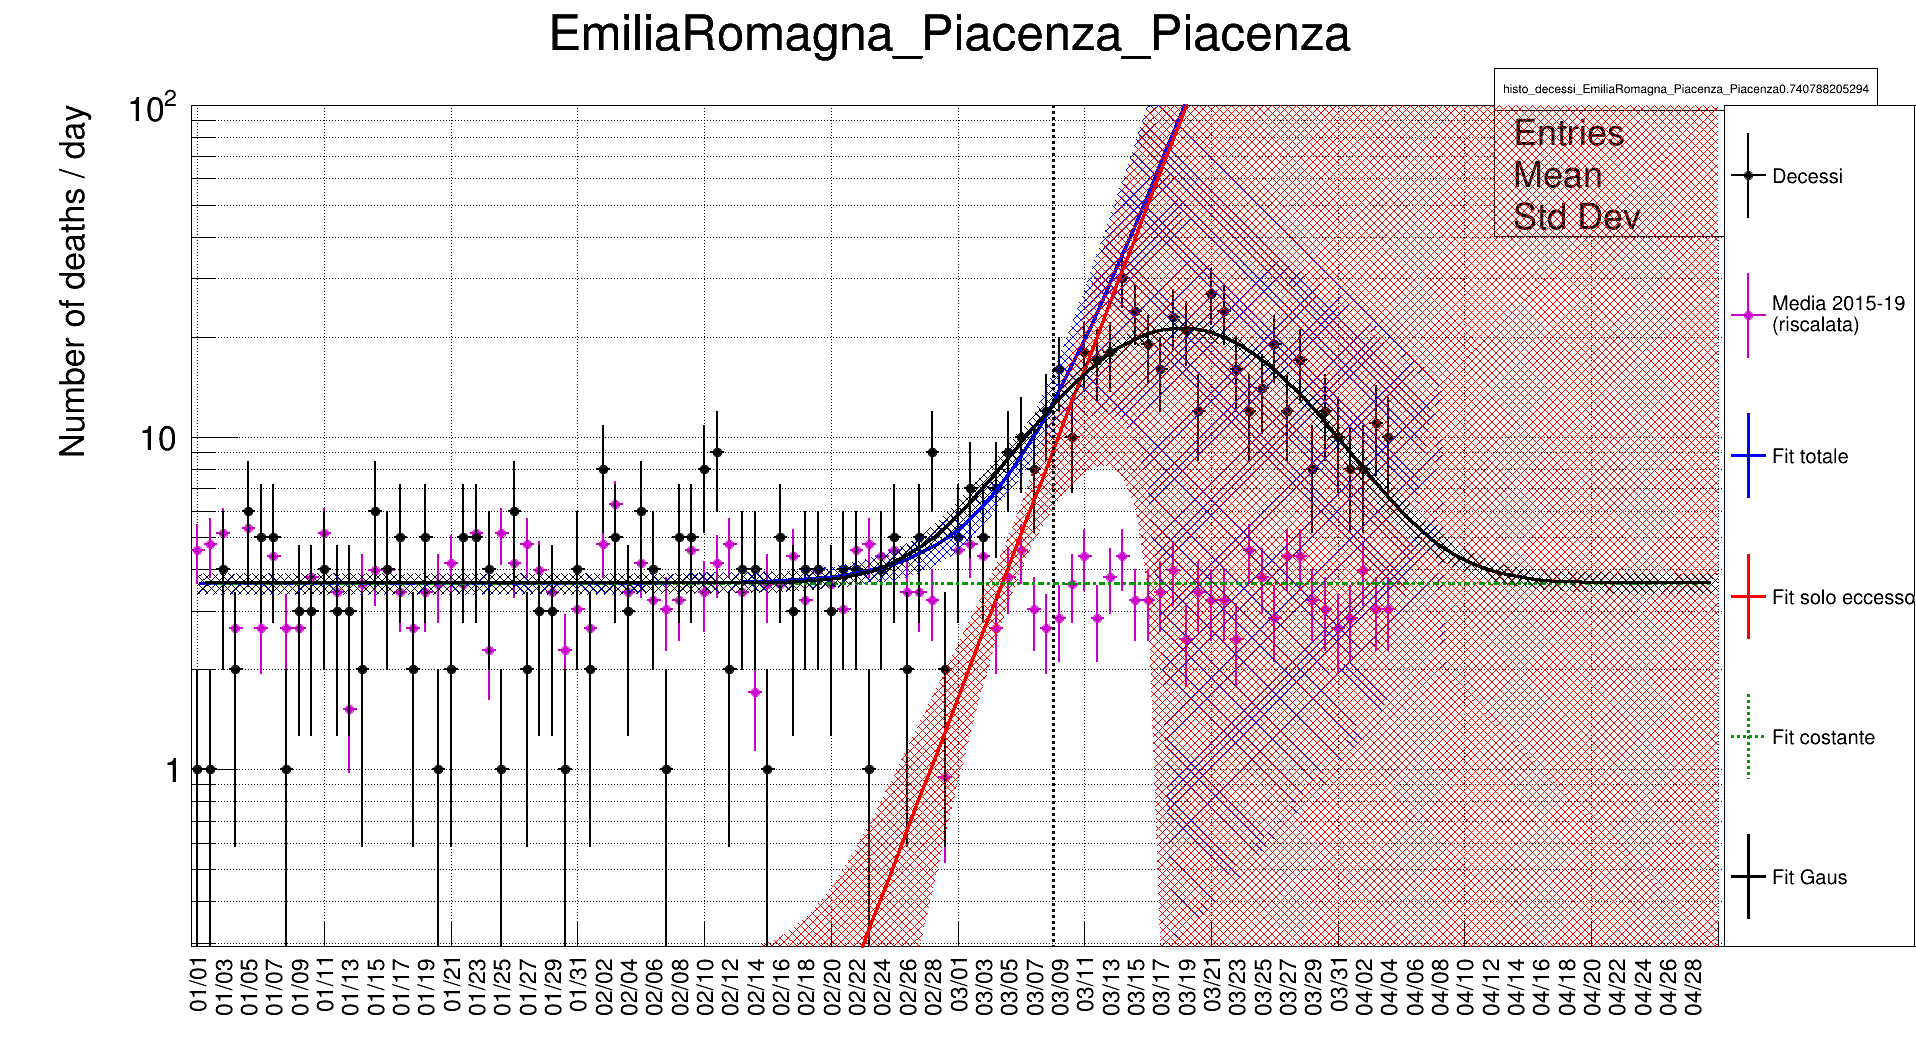 EmiliaRomagna_Piacenza_Piacenza
histo_decessi_EmiliaRomagna_Piacenza_Piacenza0.740788205294
Entries
Mean
Std Dev
Number of deaths / day
10²
10
1
Decessi
Media 2015-19
(riscalata)
Fit totale
Fit solo eccesso
Fit costante
Fit Gaus
01/01 01/03 01/05 01/07 01/09 01/11 01/13 01/15 01/17 01/19 01/21 01/23 01/25 01/27 01/29 01/31 02/02 02/04 02/06 02/08 02/10 02/12 02/14 02/16 02/18 02/20 02/22 02/24 02/26 02/28 03/01 03/03 03/05 03/07 03/09 03/11 03/13 03/15 03/17 03/19 03/21 03/23 03/25 03/27 03/29 03/31 04/02 04/04 04/06 04/08 04/10 04/12 04/14 04/16 04/18 04/20 04/22 04/24 04/26 04/28